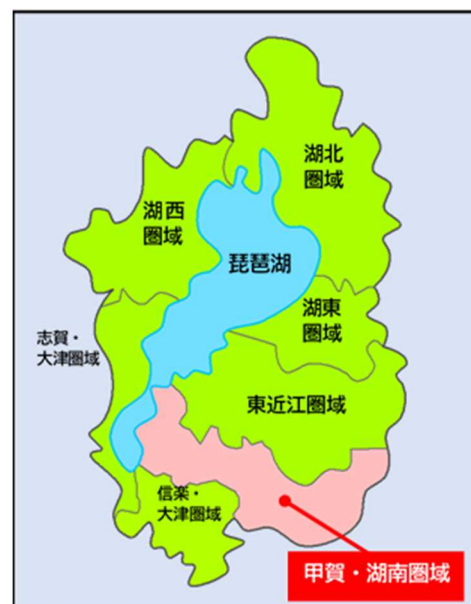 湖北
圏域
湖西
圏域
琵琶湖
湖東
圏域
志賀・
大津圏域
東近江圏域
信楽・
大津圏域
甲賀・湖南圏域